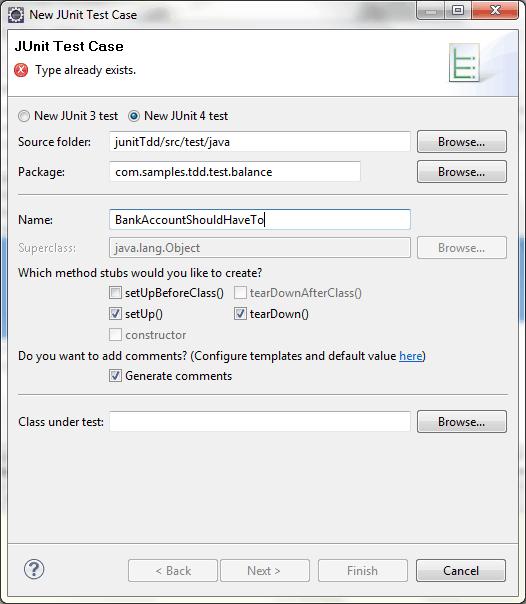 New JUnit Test Case
JUnit Test Case
Type already exists.
New JUnit 3 test New JUnit 4 test
Source folder: junitTdd/src/test/java Browse...
Package: com.samples.tdd.test.balance Browse...
Name: BankAccountShouldHaveTo
Superclass: java.lang.Object Browse...
Which method stubs would you like to create?
setUpBeforeClass() tearDownAfterClass()
setUp() tearDown()
constructor
Do you want to add comments? (Configure templates and default value here)
Generate comments
Class under test: Browse...
? < Back Next > Finish Cancel